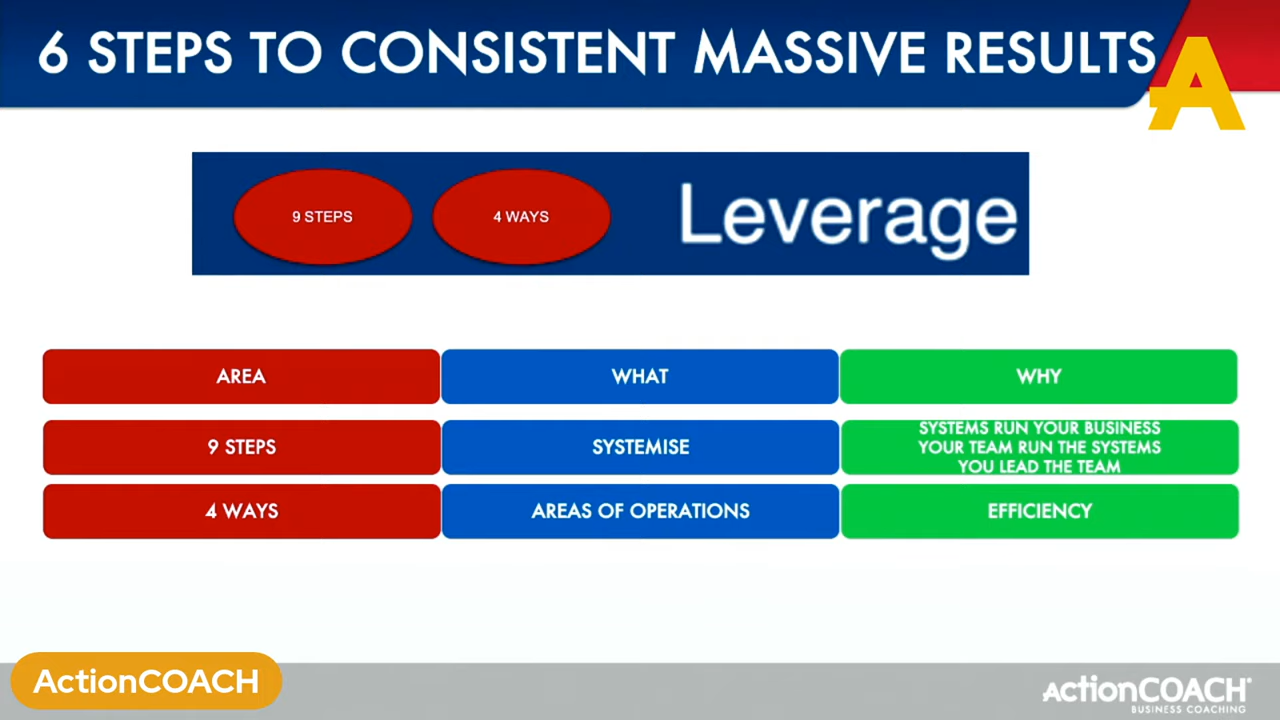 6 STEPS TO CONSISTENT MASSIVE RESULTS
A
9 STEPS
4 WAYS
Leverage
AREA
WHAT
WHY
9 STEPS
SYSTEMISE
SYSTEMS RUN YOUR BUSINESS
YOUR TEAM RUN THE SYSTEMS
YOU LEAD THE TEAM
4 WAYS
AREAS OF OPERATIONS
EFFICIENCY
ActionCOACH
ActionCOACH®
BUSINESS COACHING